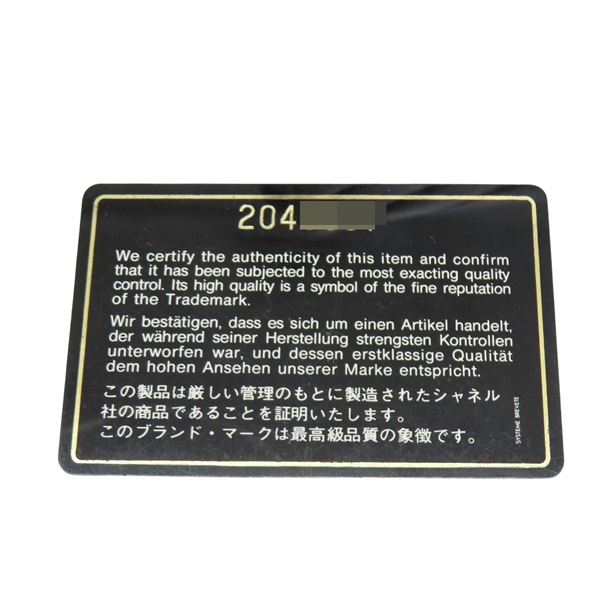 204
We certify the authenticity of this item and confirm
that it has been subjected to the most exacting quality
control. Its high quality is a symbol of the fine reputation
of the Trademark.
Wir bestätigen, dass es sich um einen Artikel handelt,
der während seiner Herstellung strengsten Kontrollen
unterworfen war, und dessen erstklassige Qualität
dem hohen Ansehen unserer Marke entspricht.
この製品は厳しい管理のもとに製造されたシャネル
社の商品であることを証明いたします。
このブランド・マークは最高級品質の象徴です。
SYSTEME BREVETE